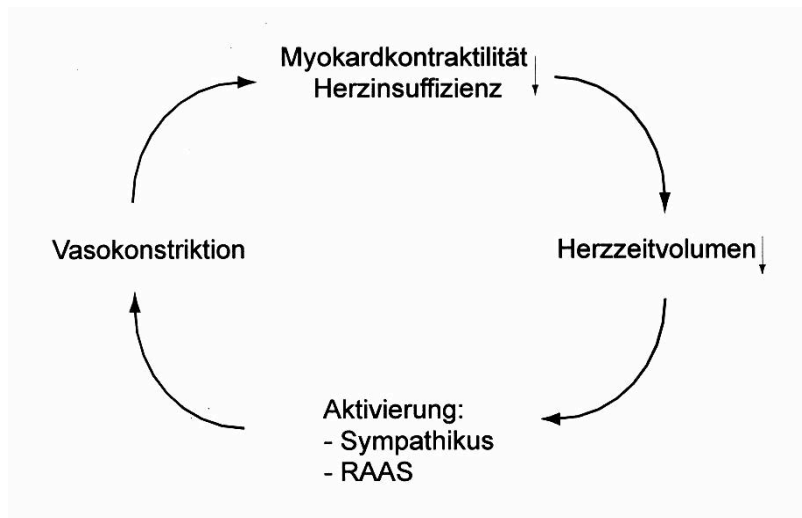 Myokardkontraktilität
Herzinsuffizienz
Herzzeitvolumen
Aktivierung:
- Sympathikus
- RAAS
Vasokonstriktion